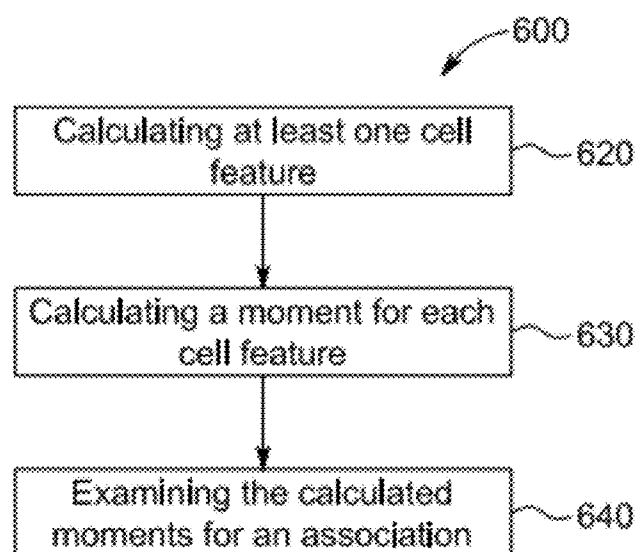 600
Calculating at least one cell
feature
620
Calculating a moment for each
cell feature
630
Examining the calculated
moments for an association
640